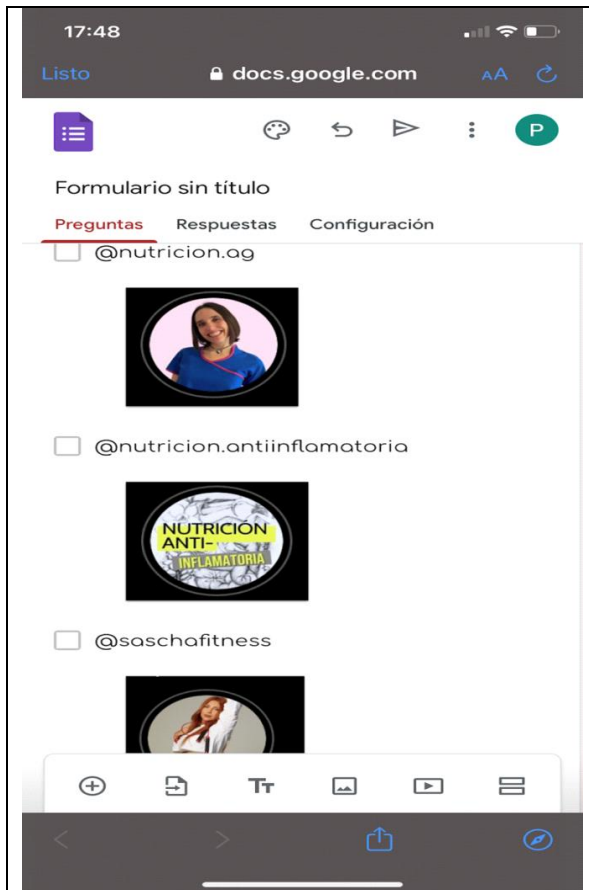 17:48
Listo docs.google.com AA
P
Formulario sin título
Preguntas Respuestas Configuración
@nutricion.ag
@nutricion.antiinflamatoria
NUTRICIÓN
ANTI-
INFLAMATORIA
@saschafitness
Tт